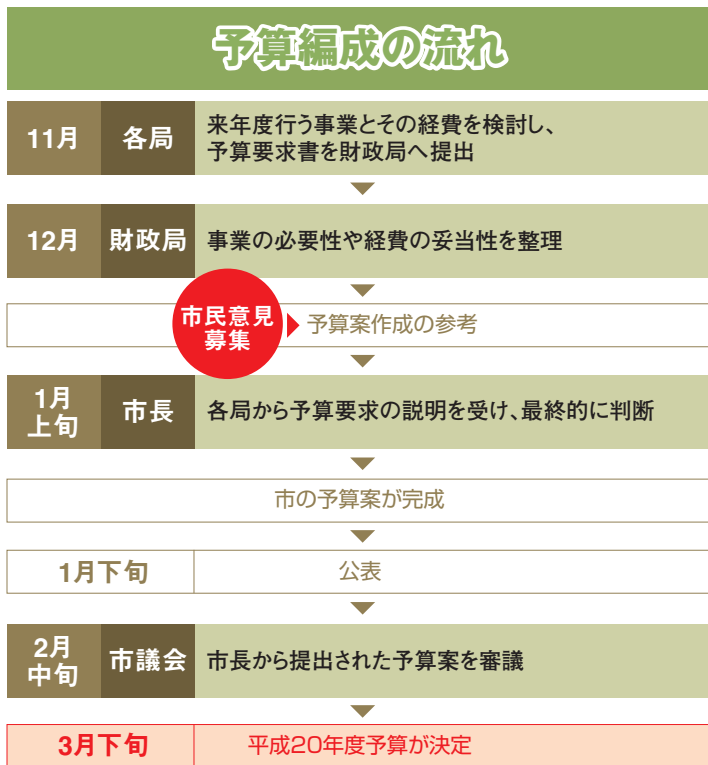 予算編成の流れ
11月
各局
来年度行う事業とその経費を検討し、
予算要求書を財政局へ提出
12月
財政局
事業の必要性や経費の妥当性を整理
市民意見
募集
予算案作成の参考
1月
上旬
市長
各局から予算要求の説明を受け、最終的に判断
市の予算案が完成
1月下旬
公表
2月
中旬
市議会
市長から提出された予算案を審議
3月下旬
平成20年度予算が決定